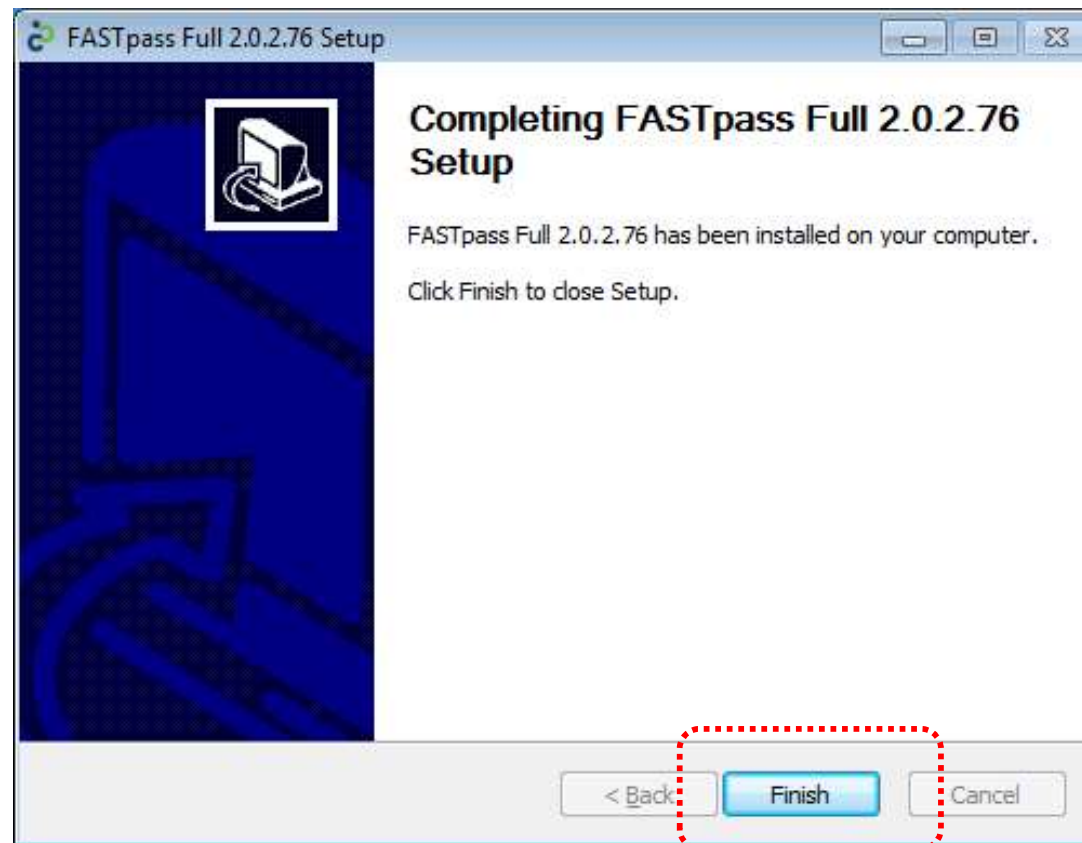 FASTpass Full 2.0.2.76 Setup
Completing FASTpass Full 2.0.2.76
Setup
FASTpass Full 2.0.2.76 has been installed on your computer.
Click Finish to close Setup.
< Back
Finish
Cancel